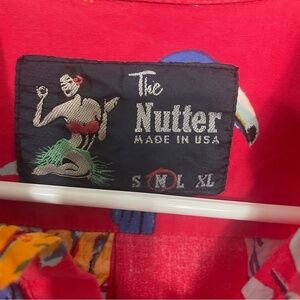 The
Nutter
MADE IN USA
S M L XL